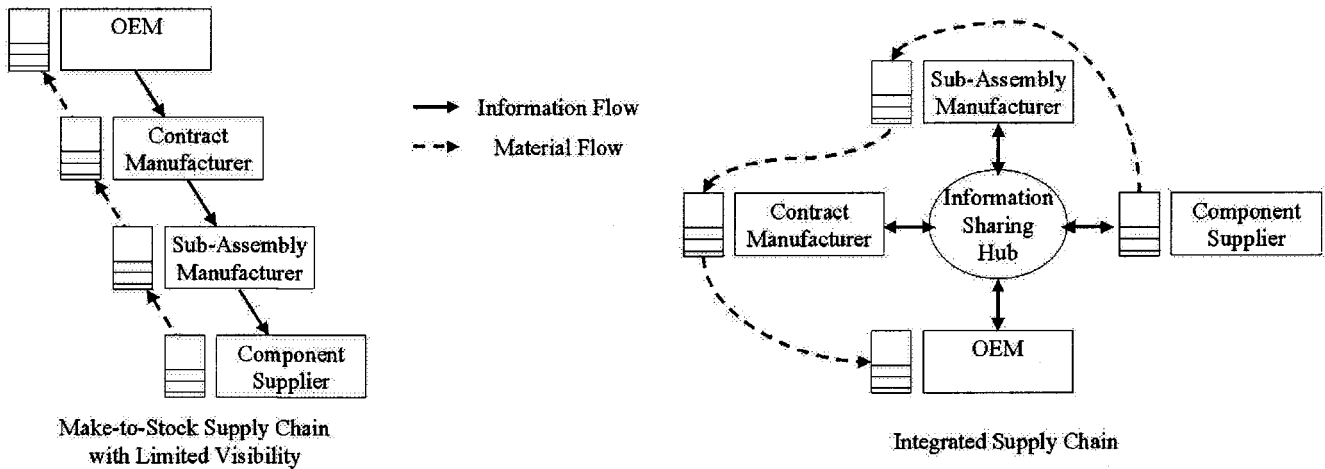 OEM
Contract
Manufacturer
Sub-Assembly
Manufacturer
Component
Supplier
Make-to-Stock Supply Chain
with Limited Visibility
Information Flow
Material Flow
Sub-Assembly
Manufacturer
Contract
Manufacturer
Information
Sharing
Hub
Component
Supplier
OEM
Integrated Supply Chain